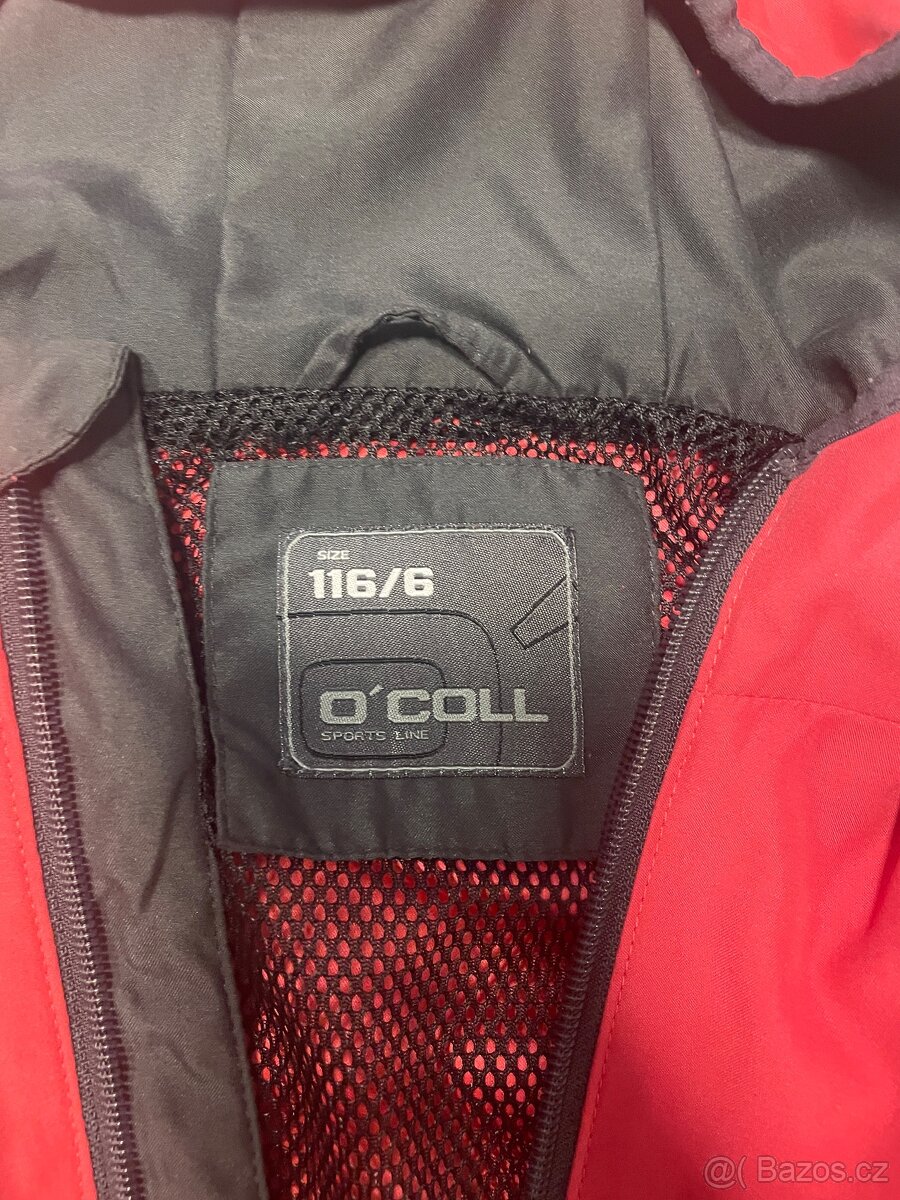 SIZE
116/6
O´COLL
SPORTS LINE
@( Bazos.cz